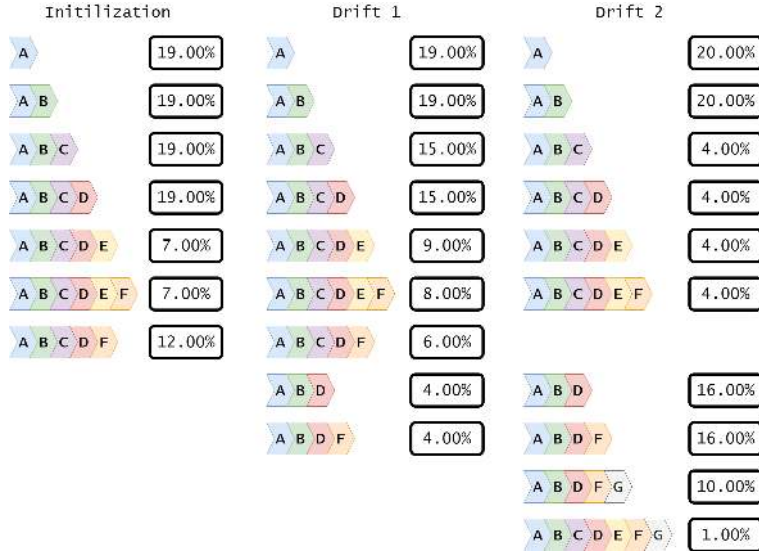 Initilization Drift 1 Drift 2
A 19.00% A 19.00% A 20.00%
A B 19.00% A B 19.00% A B 20.00%
A B C 19.00% A B C 15.00% A B C 4.00%
A B C D 19.00% A B C D 15.00% A B C D 4.00%
A B C D E 7.00% A B C D E 9.00% A B C D E 4.00%
A B C D E F 7.00% A B C D E F 8.00% A B C D E F 4.00%
A B C D F 12.00% A B C D F 6.00%
A B D 4.00% A B D 16.00%
A B D F 4.00% A B D F 16.00%
A B D F G 10.00%
A B C D E F G 1.00%